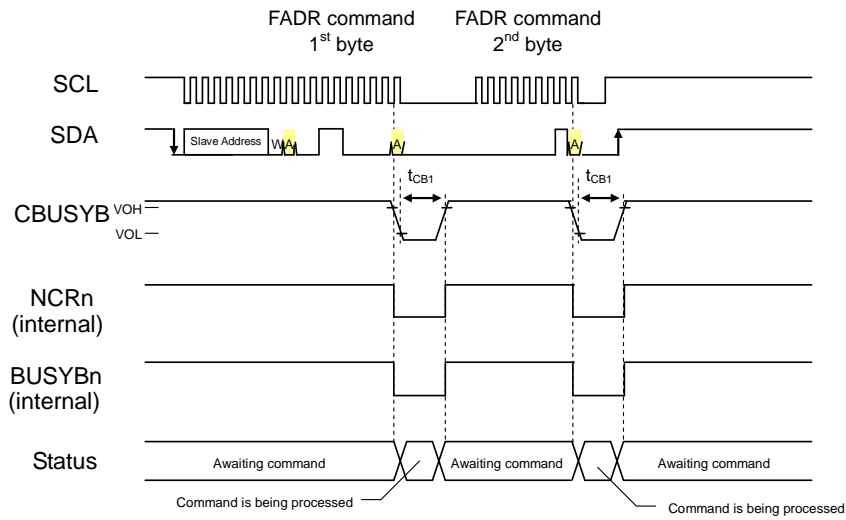 FADR command
1st byte
FADR command
2nd byte
SCL
SDA
Slave Address
W
A
A
A
tCB1
tCB1
CBUSYB
VOH
VOL
NCRn
(internal)
BUSYBn
(internal)
Status
Awaiting command
Awaiting command
Awaiting command
Command is being processed
Command is being processed